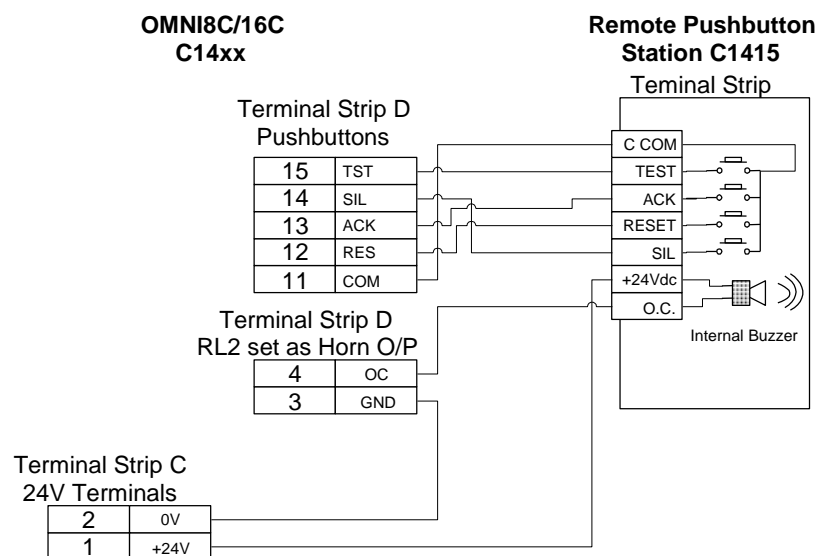 OMNI8C/16C
C14xx
Remote Pushbutton
Station C1415
Teminal Strip
Terminal Strip D
Pushbuttons
15 TST
14 SIL
13 ACK
12 RES
11 COM
C COM
TEST
ACK
RESET
SIL
+24Vdc
O.C.
Internal Buzzer
Terminal Strip D
RL2 set as Horn O/P
4 OC
3 GND
Terminal Strip C
24V Terminals
2 0V
1 +24V